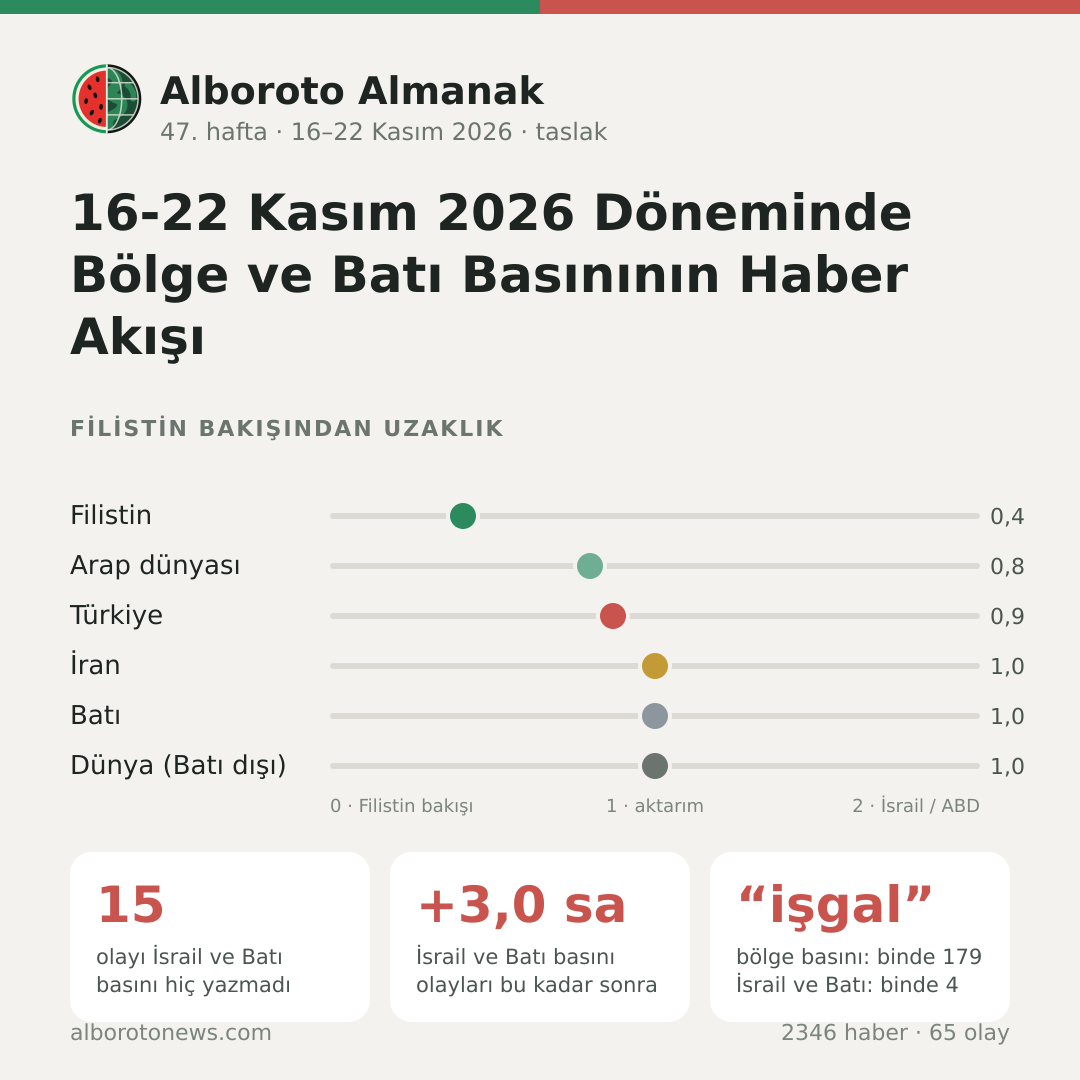 Alboroto Almanak
47. hafta · 16–22 Kasım 2026 · taslak
16-22 Kasım 2026 Döneminde
Bölge ve Batı Basınının Haber
Akışı
FİLİSTİN BAKIŞINDAN UZAKLIK
Filistin 0,4
Arap dünyası 0,8
Türkiye 0,9
İran 1,0
Batı 1,0
Dünya (Batı dışı) 1,0
0 · Filistin bakışı 1 · aktarım 2 · İsrail / ABD
15
olayı İsrail ve Batı
basını hiç yazmadı
+3,0 sa
İsrail ve Batı basını
olayları bu kadar sonra
“işgal”
bölge basını: binde 179
İsrail ve Batı: binde 4
alborotonews.com 2346 haber · 65 olay